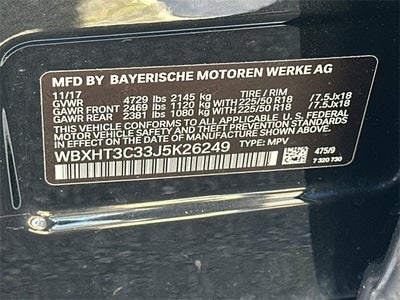 MFD BY BAYERISCHE MOTOREN WERKE AG
11/17 TIRE / RIM
GVWR 4729 lbs 2145 kg
GAWR FRONT 2469 lbs 1120 kg w 225/50 R18 /7.5Jx18
GAWR REAR 2381 lbs 1080 kg w 225/50 R18 /7.5Jx18
THIS VEHICLE CONFORMS TO ALL APPLICABLE U. S. FEDERAL
MOTOR VEHICLE SAFETY, BUMPER AND THEFT PREVENTION STANDARDS
IN EFFECT ON THE DATE OF MANUFACTURE SHOWN ABOVE.
WBXHT3C33J5K26249 TYPE: MPV
475/9
7 320 730